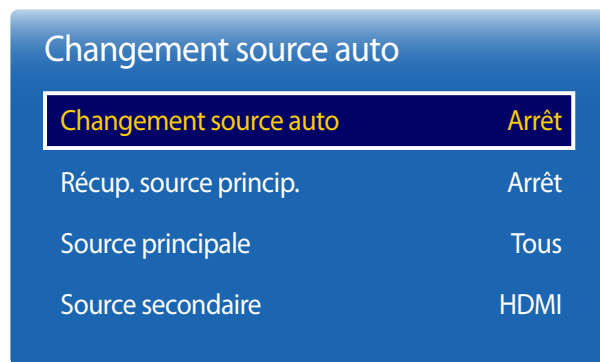 Changement source auto
Changement source auto Arrêt
Récup. source princip. Arrêt
Source principale Tous
Source secondaire HDMI